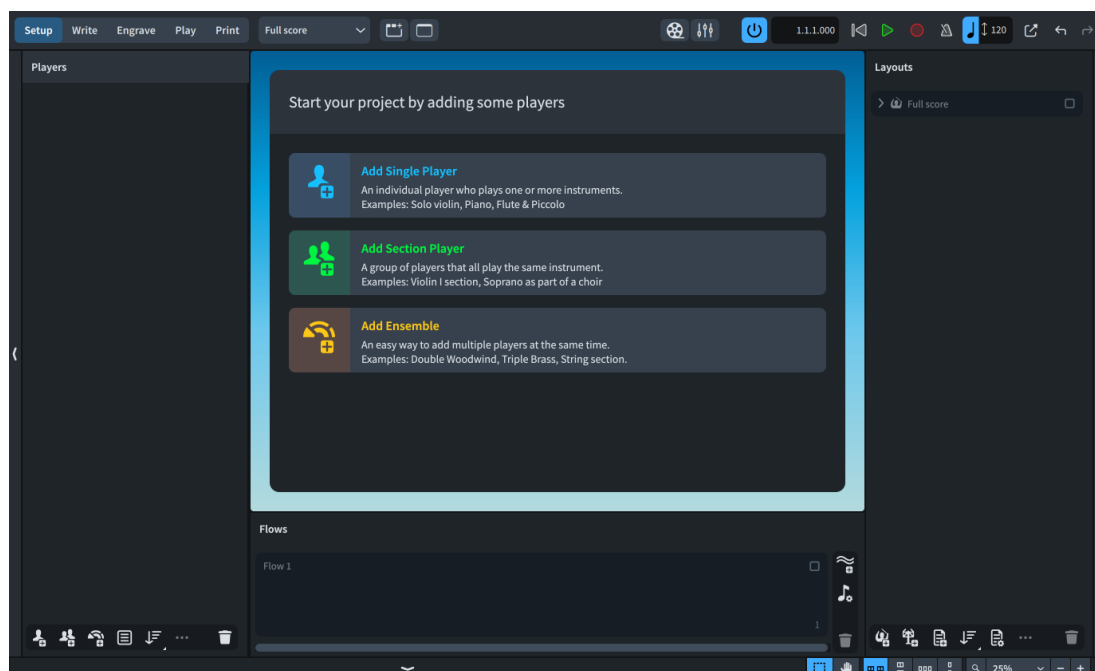 Setup Write Engrave Play Print Full score 1.1.1.000 120
Players
Layouts
Full score
Start your project by adding some players
Add Single Player
An individual player who plays one or more instruments.
Examples: Solo violin, Piano, Flute & Piccolo
Add Section Player
A group of players that all play the same instrument.
Examples: Violin I section, Soprano as part of a choir
Add Ensemble
An easy way to add multiple players at the same time.
Examples: Double Woodwind, Triple Brass, String section.
Flows
Flow 1
1
25%